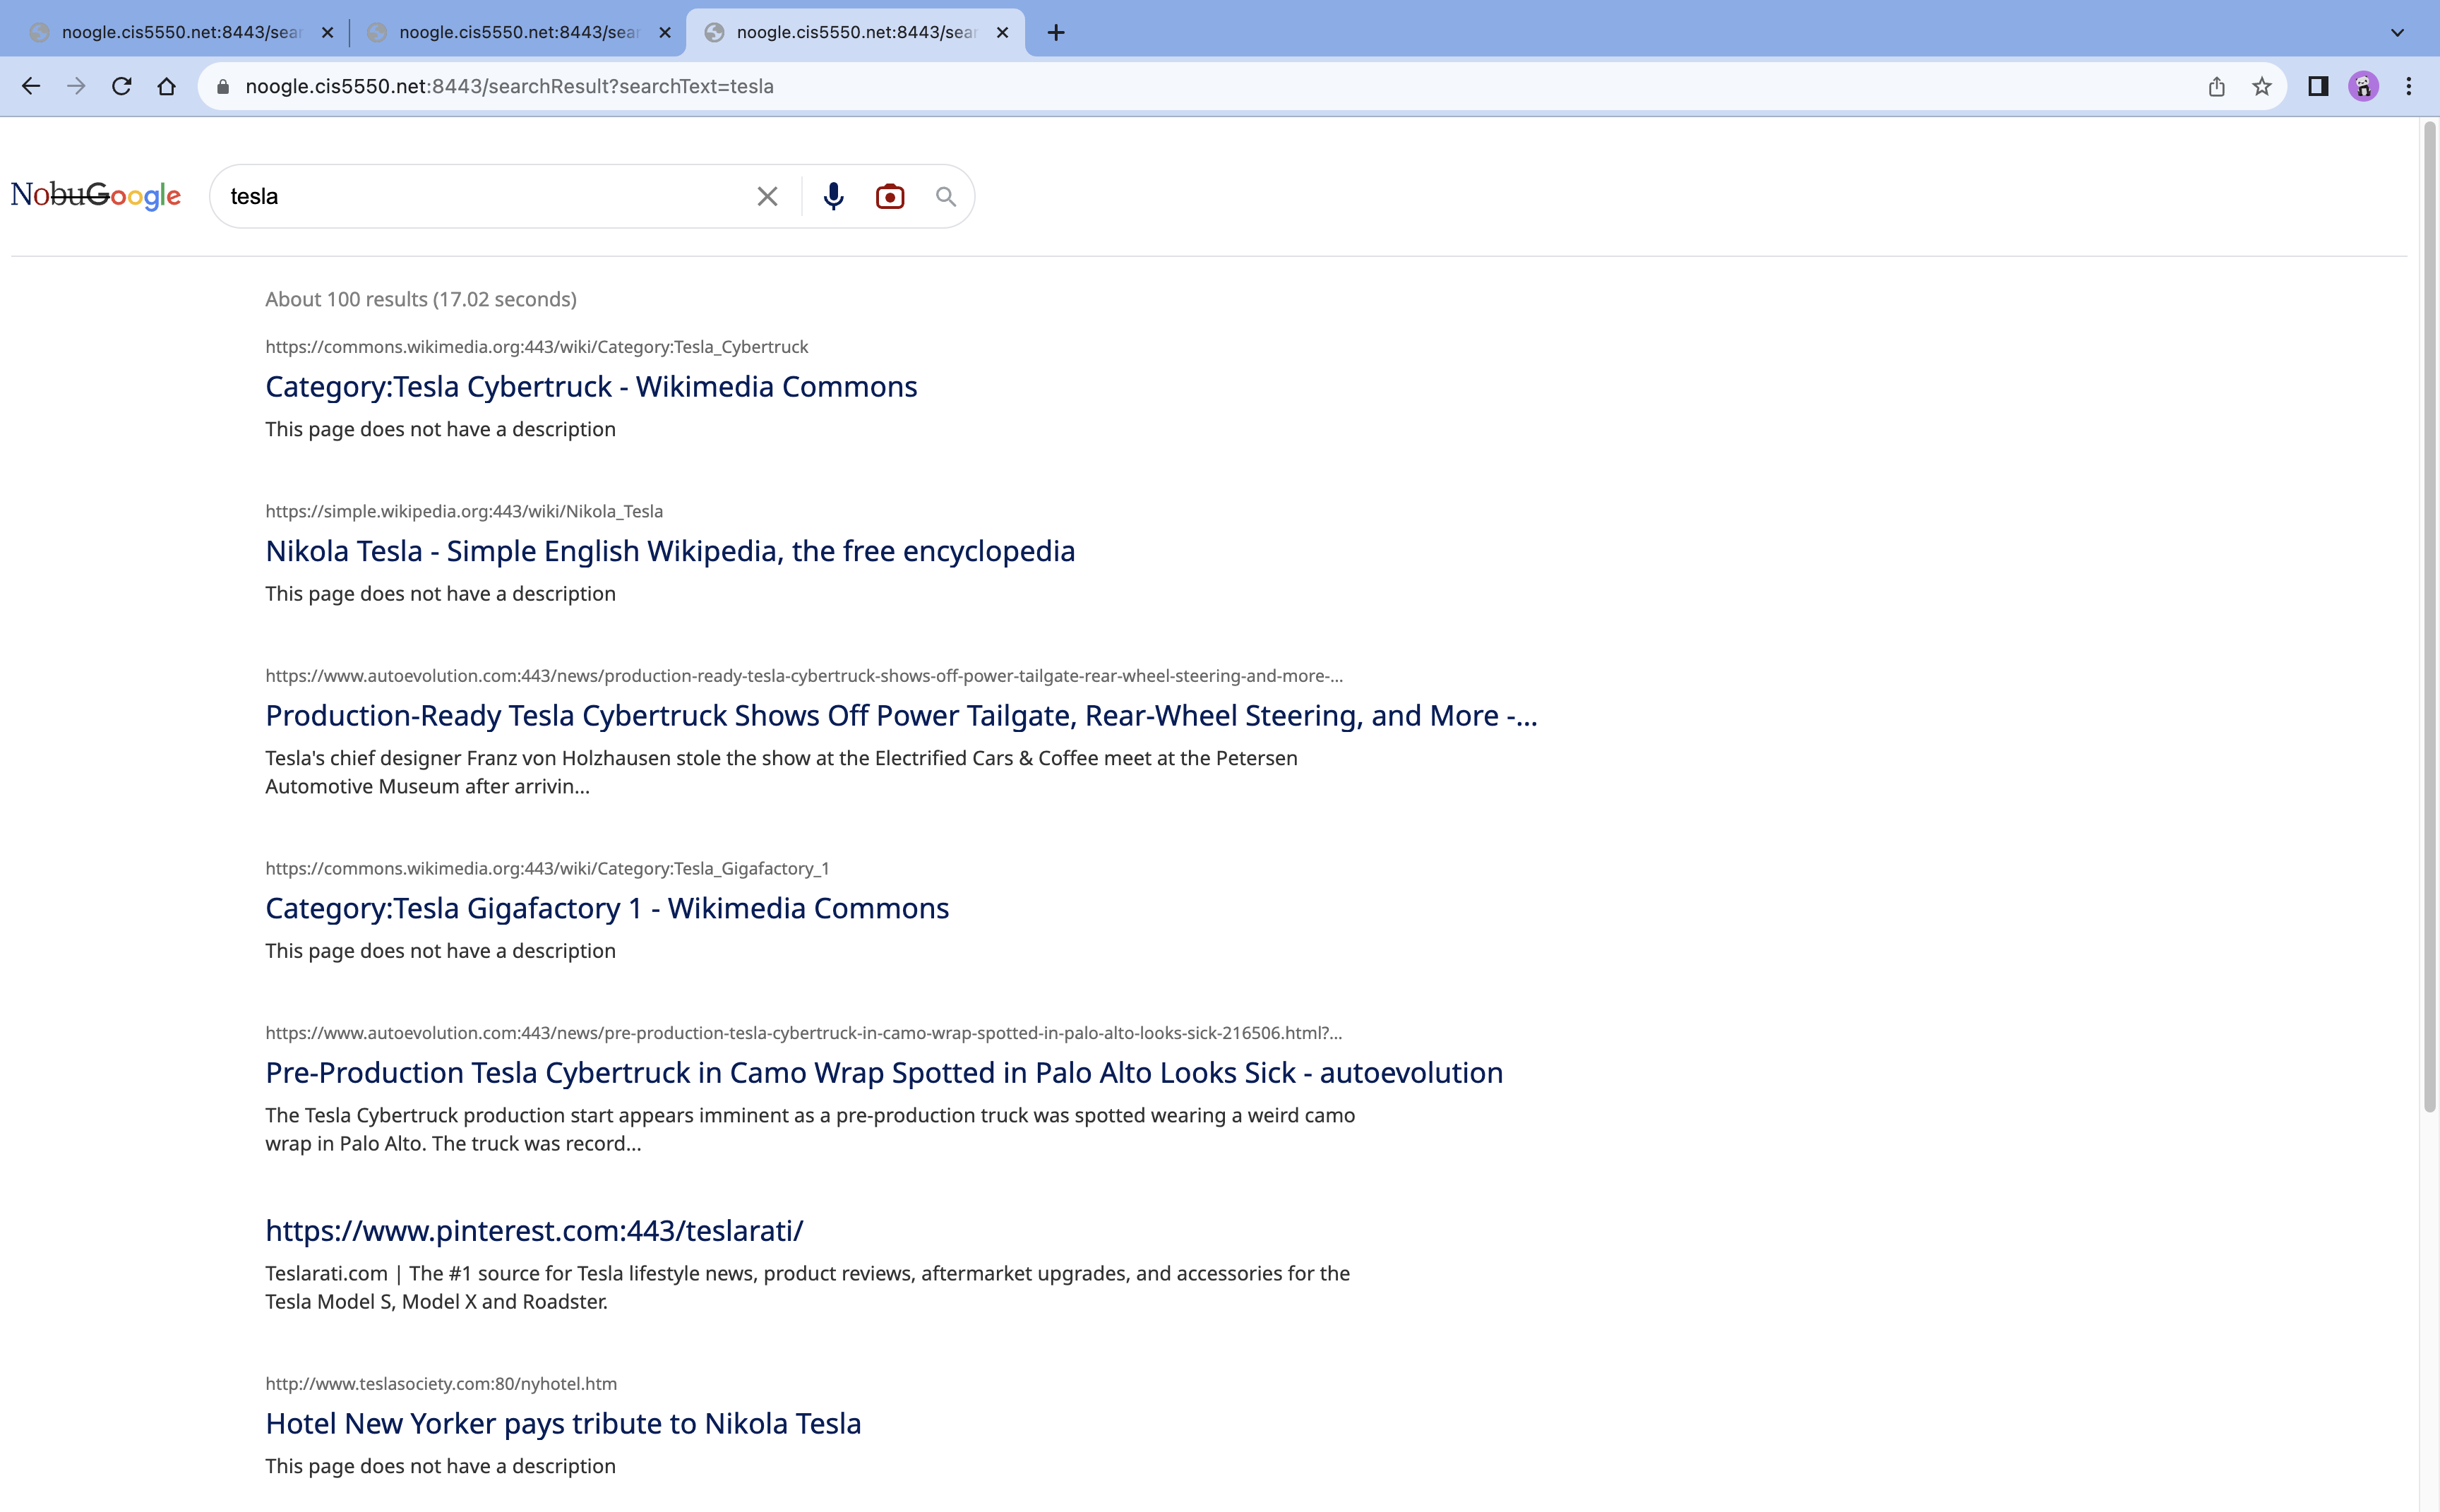 noogle.cis5550.net:8443/sear
noogle.cis5550.net:8443/sear
noogle.cis5550.net:8443/sear
noogle.cis5550.net:8443/searchResult?searchText=tesla
NobuGoogle
tesla
About 100 results (17.02 seconds)
https://commons.wikimedia.org:443/wiki/Category:Tesla_Cybertruck
Category:Tesla Cybertruck - Wikimedia Commons
This page does not have a description
https://simple.wikipedia.org:443/wiki/Nikola_Tesla
Nikola Tesla - Simple English Wikipedia, the free encyclopedia
This page does not have a description
https://www.autoevolution.com:443/news/production-ready-tesla-cybertruck-shows-off-power-tailgate-rear-wheel-steering-and-more-...
Production-Ready Tesla Cybertruck Shows Off Power Tailgate, Rear-Wheel Steering, and More -...
Tesla's chief designer Franz von Holzhausen stole the show at the Electrified Cars & Coffee meet at the Petersen
Automotive Museum after arrivin...
https://commons.wikimedia.org:443/wiki/Category:Tesla_Gigafactory_1
Category:Tesla Gigafactory 1 - Wikimedia Commons
This page does not have a description
https://www.autoevolution.com:443/news/pre-production-tesla-cybertruck-in-camo-wrap-spotted-in-palo-alto-looks-sick-216506.html?...
Pre-Production Tesla Cybertruck in Camo Wrap Spotted in Palo Alto Looks Sick - autoevolution
The Tesla Cybertruck production start appears imminent as a pre-production truck was spotted wearing a weird camo
wrap in Palo Alto. The truck was record...
https://www.pinterest.com:443/teslarati/
Teslarati.com | The #1 source for Tesla lifestyle news, product reviews, aftermarket upgrades, and accessories for the
Tesla Model S, Model X and Roadster.
http://www.teslasociety.com:80/nyhotel.htm
Hotel New Yorker pays tribute to Nikola Tesla
This page does not have a description